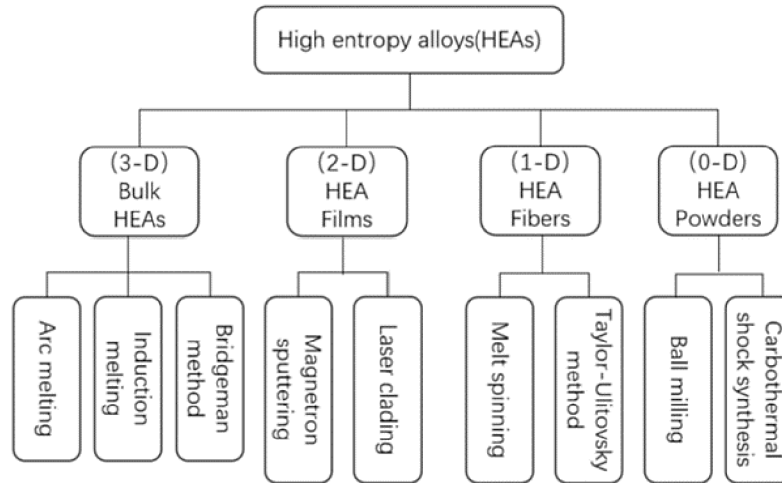 High entropy alloys(HEAs)
(3-D)
Bulk
HEAs
(2-D)
HEA
Films
(1-D)
HEA
Fibers
(0-D)
HEA
Powders
Arc melting
Induction
melting
Bridgeman
method
Magnetron
sputtering
Laser clading
Melt spinning
Taylor-Ulitovsky
method
Ball milling
Carbothermal
shock synthesis